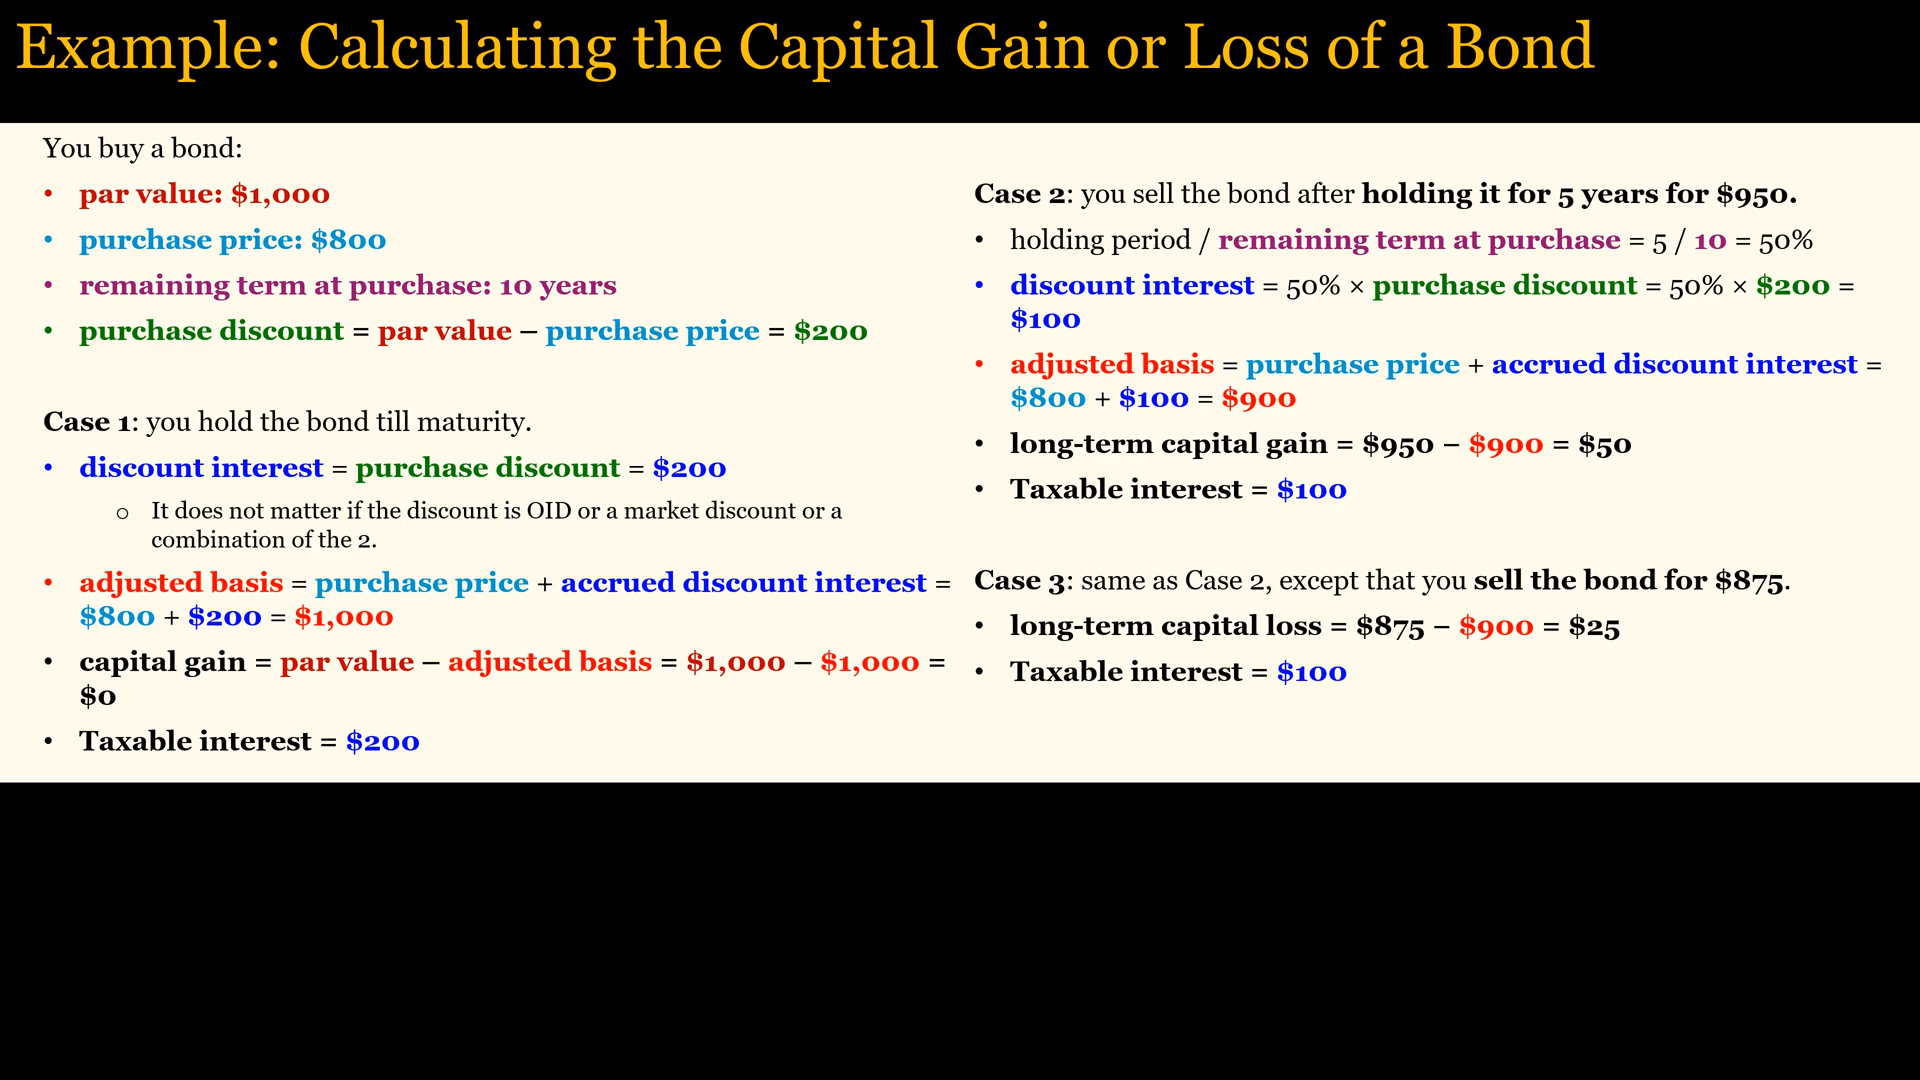 Example: Calculating the Capital Gain or Loss of a Bond
You buy a bond:
• par value: $1,000
• purchase price: $800
• remaining term at purchase: 10 years
• purchase discount = par value – purchase price = $200
Case 1: you hold the bond till maturity.
• discount interest = purchase discount = $200
o It does not matter if the discount is OID or a market discount or a
combination of the 2.
• adjusted basis = purchase price + accrued discount interest =
$800 + $200 = $1,000
• capital gain = par value – adjusted basis = $1,000 – $1,000 =
$0
• Taxable interest = $200
Case 2: you sell the bond after holding it for 5 years for $950.
• holding period / remaining term at purchase = 5 / 10 = 50%
• discount interest = 50% × purchase discount = 50% × $200 =
$100
• adjusted basis = purchase price + accrued discount interest =
$800 + $100 = $900
• long-term capital gain = $950 – $900 = $50
• Taxable interest = $100
Case 3: same as Case 2, except that you sell the bond for $875.
• long-term capital loss = $875 – $900 = $25
• Taxable interest = $100